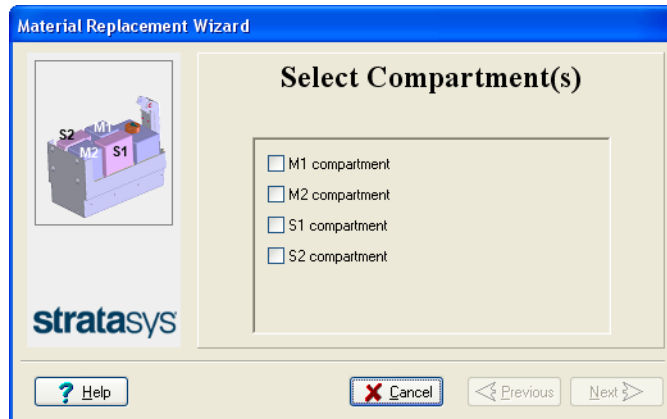 Material Replacement Wizard
Select Compartment(s)
S2
M1
M2
S1
M1 compartment
M2 compartment
S1 compartment
S2 compartment
stratasys
? Help
Cancel
Previous
Next